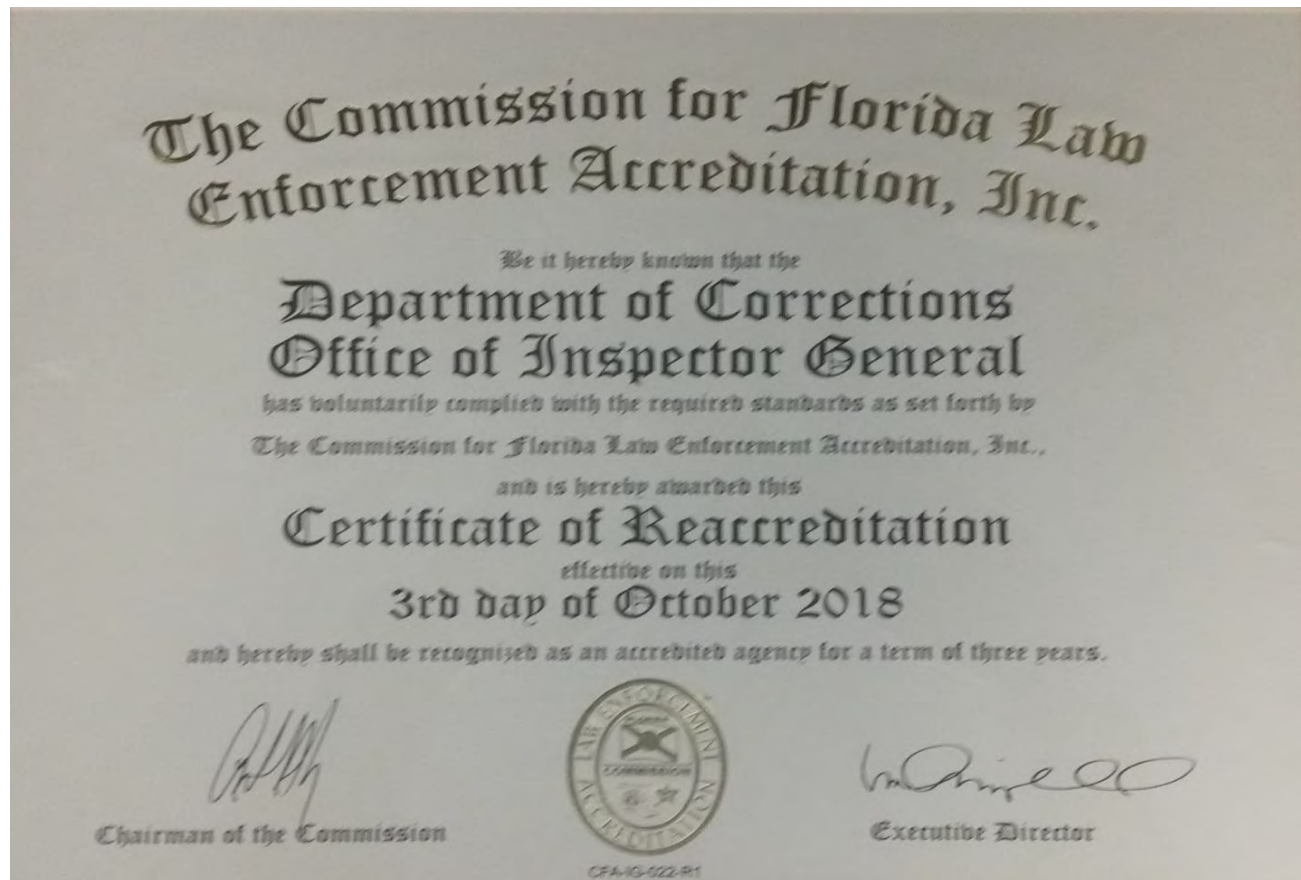 The Commission for Florida Law
Enforcement Accreditation, Inc.
Be it hereby known that the
Department of Corrections
Office of Inspector General
has voluntarily complied with the required standards as set forth by
The Commission for Florida Law Enforcement Accreditation, Inc.,
and is hereby awarded this
Certificate of Reaccreditation
effective on this
3rd day of October 2018
and hereby shall be recognized as an accredited agency for a term of three years.
LAW ENFORCEMENT
COMMISSION
ACCREDITATION
Chairman of the Commission
Executive Director
CFA-IG-022-R1